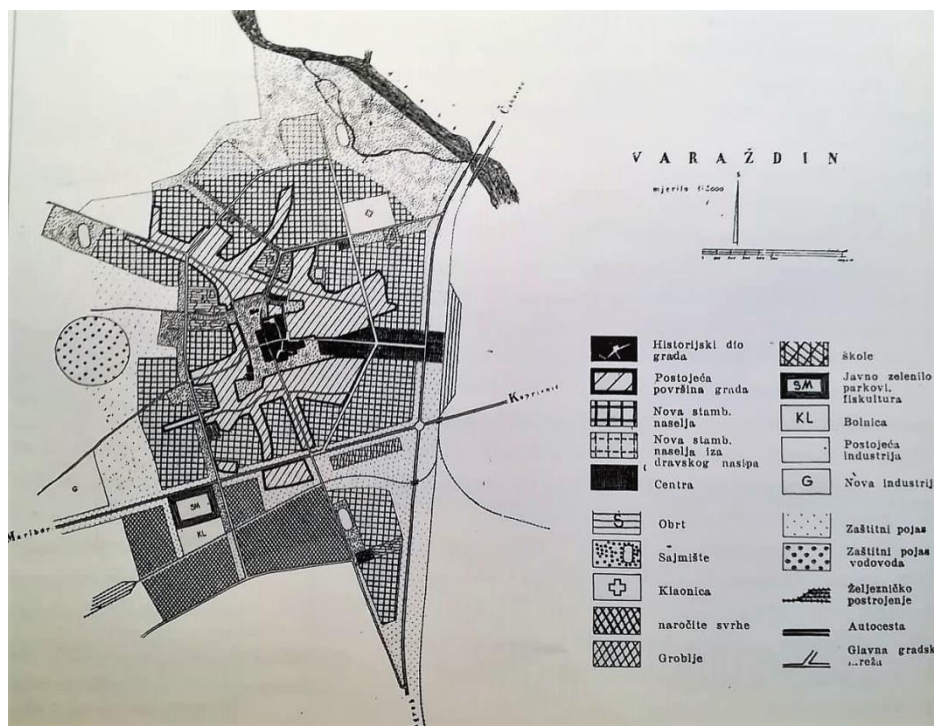 VARAŽDIN
mjerilo
S
Maribor
SM
KL
G
Historijski dio
grada
Postojeća
površina grada
Nova stamb.
naselja
Nova stamb.
naselja iza
dravskog nasipa
Centra
Š
Obrt
Sajmište
Klaonica
naročite svrhe
Groblje
škole
SM
Javno zelenilo
parkovi.
fiskultura
KL
Bolnica
Postojeća
industrija
G
Nova industrij
Zaštitni pojas
Zaštitni pojas
vodovoda
Željezničko
postrojenje
Autocesta
Glavna gradsk
mreža